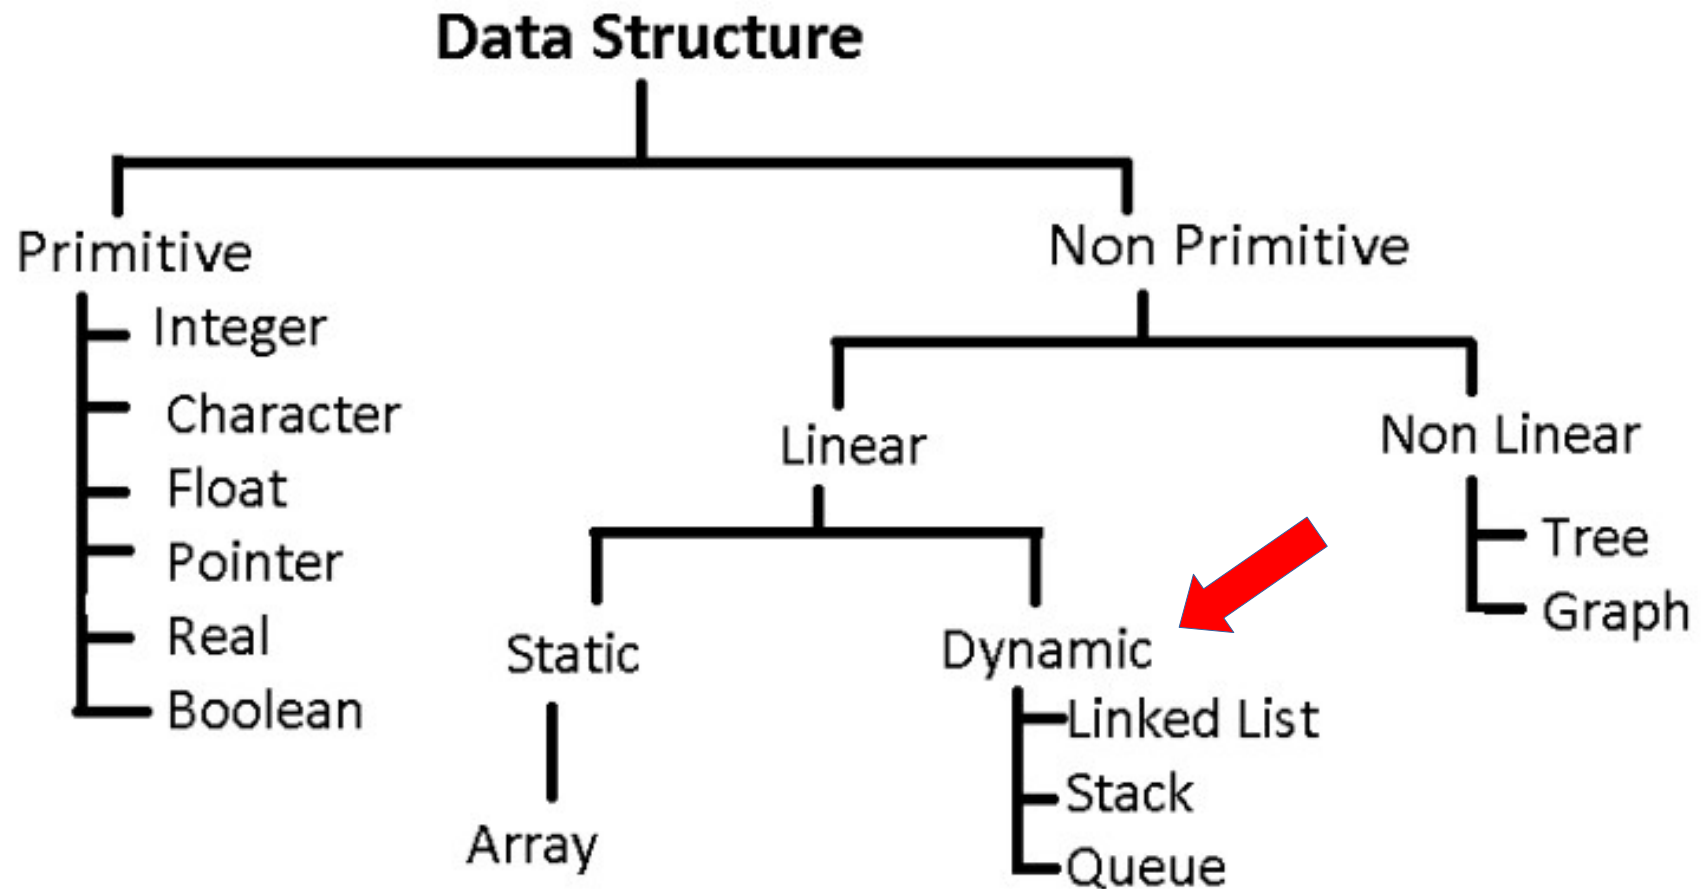 Data Structure
Primitive
Integer
Character
Float
Pointer
Real
Boolean
Non Primitive
Linear
Static
Array
Dynamic
Linked List
Stack
Queue
Non Linear
Tree
Graph